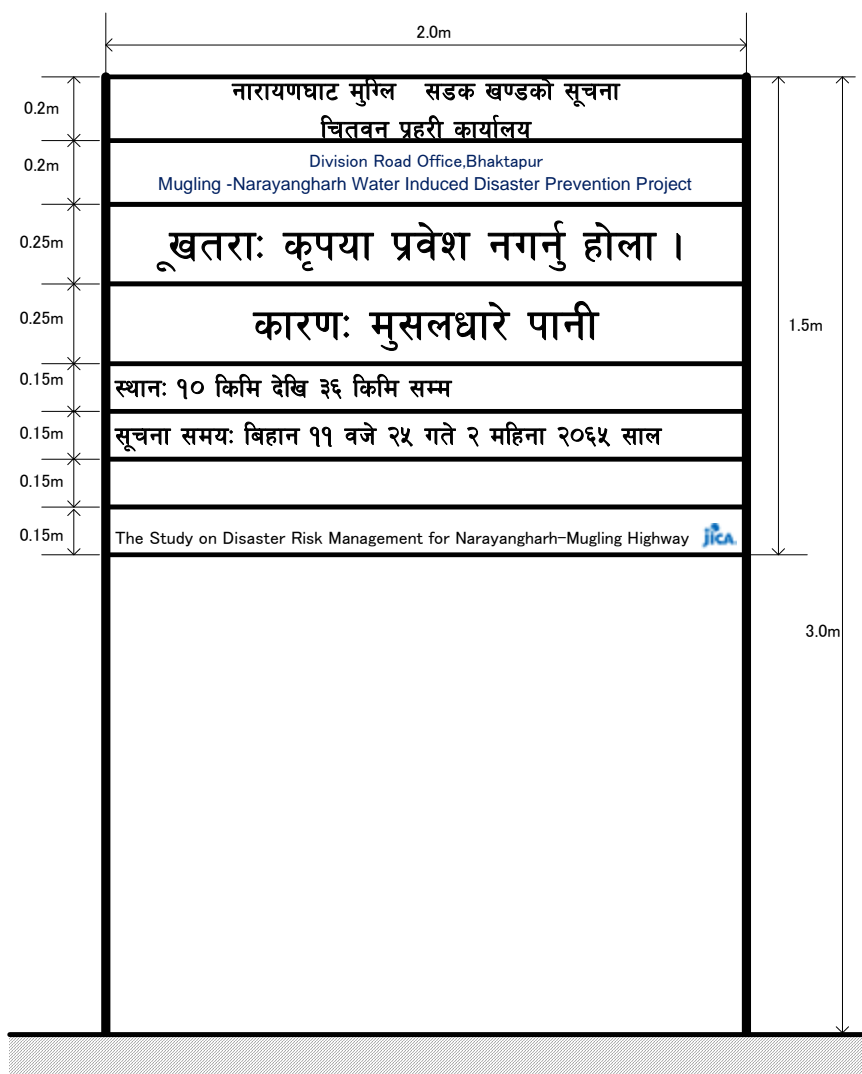 2.0m
नारायणघाट मुग्लि सडक खण्डको सूचना
0.2m
चितवन प्रहरी कार्यालय
0.2m
Division Road Office,Bhaktapur
Mugling -Narayangharh Water Induced Disaster Prevention Project
0.25m
ूखतराः कृपया प्रवेश नगर्नु होला ।
0.25m
कारणः मुसलधारे पानी
1.5m
0.15m
स्थानः १० किमि देखि ३६ किमि सम्म
0.15m
सूचना समयः बिहान ११ वजे २५ गते २ महिना २०६५ साल
0.15m
0.15m
The Study on Disaster Risk Management for Narayangharh-Mugling Highway jica
3.0m